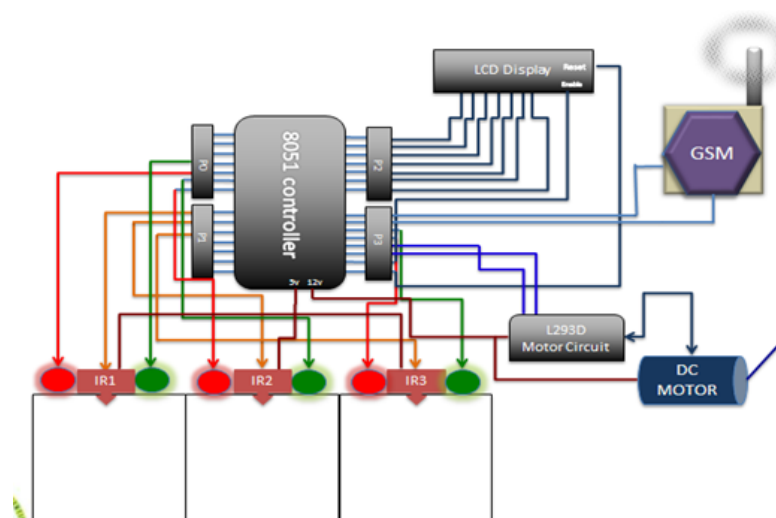 LCD Display
Reset
Enable
GSM
8051 controller
P0
P2
P1
P3
5v 12v
L293D
Motor Circuit
DC
MOTOR
IR1
IR2
IR3